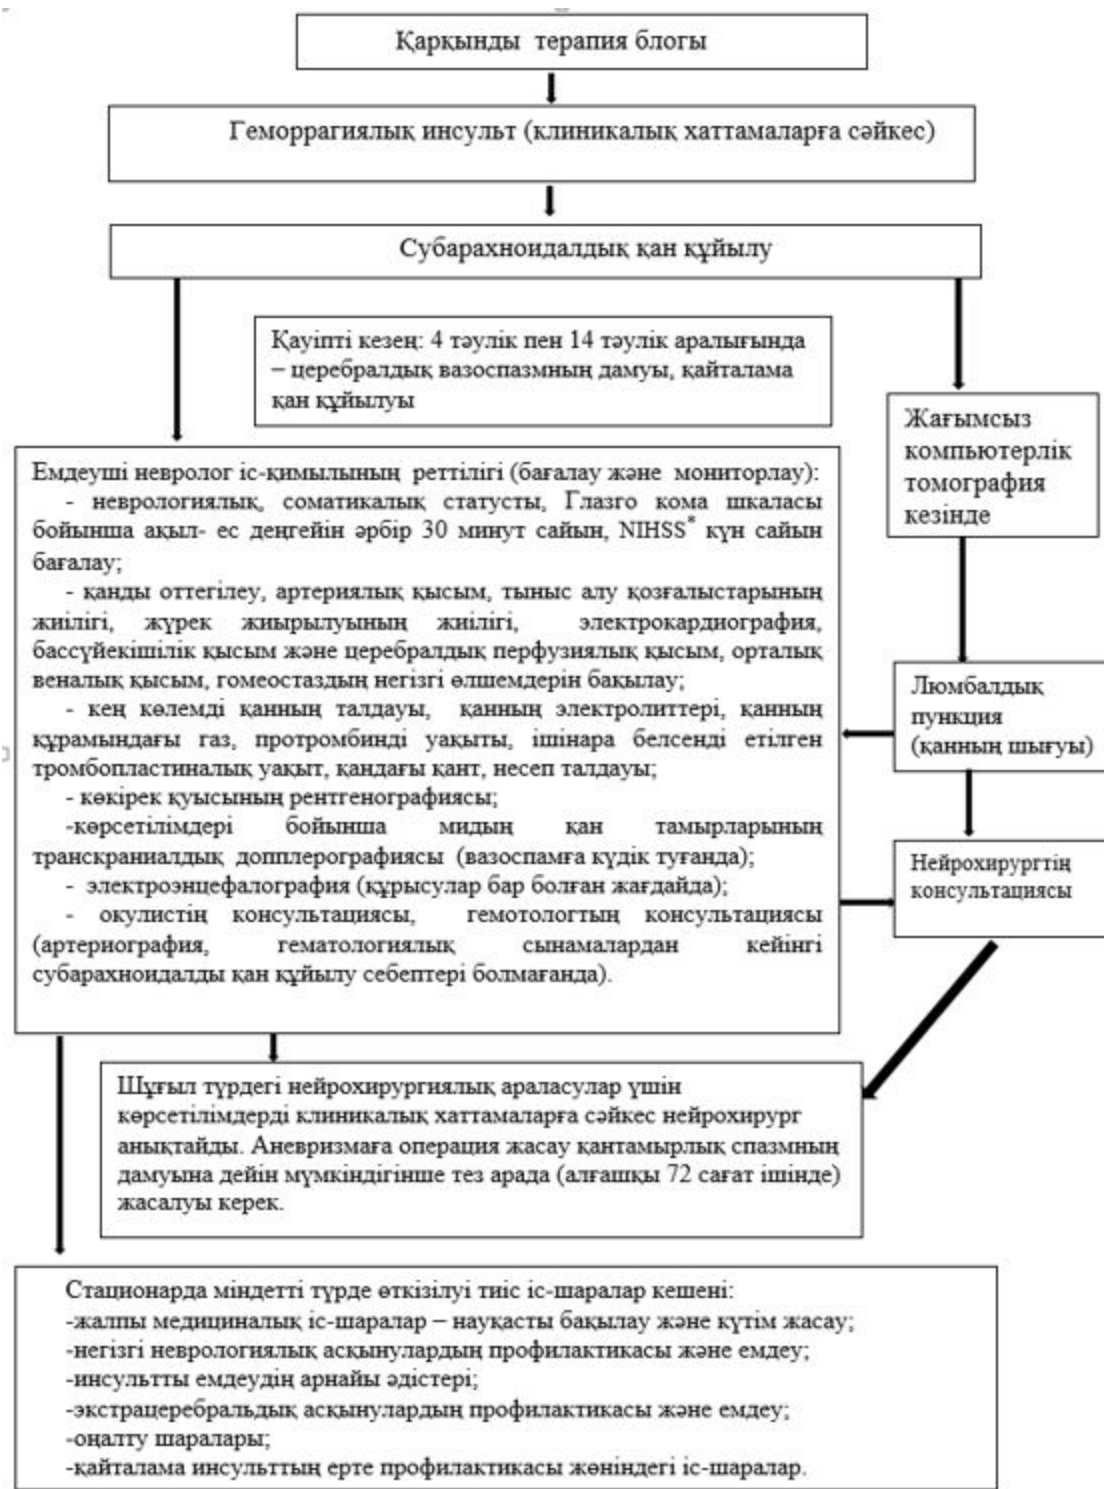 Қарқынды терапия блогы
Геморрагиялық инсульт (клиникалық хаттамаларға сәйкес)
Субарахноидалдық қан құйылу
Қауіпті кезең: 4 тәулік пен 14 тәулік аралығында
– церебралдық вазоспазмның дамуы, қайталама
қан құйылуы
Жағымсыз
компьютерлік
томография
кезінде
Емдеуші невролог іс-қимылының реттілігі (бағалау және мониторлау):
- неврологиялық, соматикалық статусты, Глазго кома шкаласы
бойынша ақыл- ес деңгейін әрбір 30 минут сайын, NIHSS* күн сайын
бағалау;
- қанды оттегілеу, артериялық қысым, тыныс алу қозғалыстарының
жиілігі, жүрек жиырылуының жиілігі, электрокардиография,
бассүйекішілік қысым және церебралдық перфузиялық қысым, орталық
веналық қысым, гомеостаздың негізгі өлшемдерін бақылау;
- кең көлемді қанның талдауы, қанның электролиттері, қанның
құрамындағы газ, протромбинді уақыты, ішінара белсенді етілген
тромбопластиналық уақыт, қандағы қант, несеп талдауы;
- көкірек қуысының рентгенографиясы;
-көрсетілімдері бойынша мидың қан тамырларының
транскраниалдық допплерографиясы (вазоспамға күдік туғанда);
- электроэнцефалография (құрысулар бар болған жағдайда);
- окулистің консультациясы, гемотологтың консультациясы
(артериография, гематологиялық сынамалардан кейінгі
субарахноидалды қан құйылу себептері болмағанда).
Люмбалдық
пункция
(қанның шығуы)
Нейрохирургтің
консультациясы
Шұғыл түрдегі нейрохирургиялық араласулар үшін
көрсетілімдерді клиникалық хаттамаларға сәйкес нейрохирург
анықтайды. Аневризмаға операция жасау қантамырлық спазмның
дамуына дейін мүмкіндігінше тез арада (алғашқы 72 сағат ішінде)
жасалуы керек.
Стационарда міндетті түрде өткізілуі тиіс іс-шаралар кешені:
-жалпы медициналық іс-шаралар – науқасты бақылау және күтім жасау;
-негізгі неврологиялық асқынулардың профилактикасы және емдеу;
-инсультты емдеудің арнайы әдістері;
-экстрацеребральдық асқынулардың профилактикасы және емдеу;
-оңалту шаралары;
-қайталама инсульттың ерте профилактикасы жөніндегі іс-шаралар.